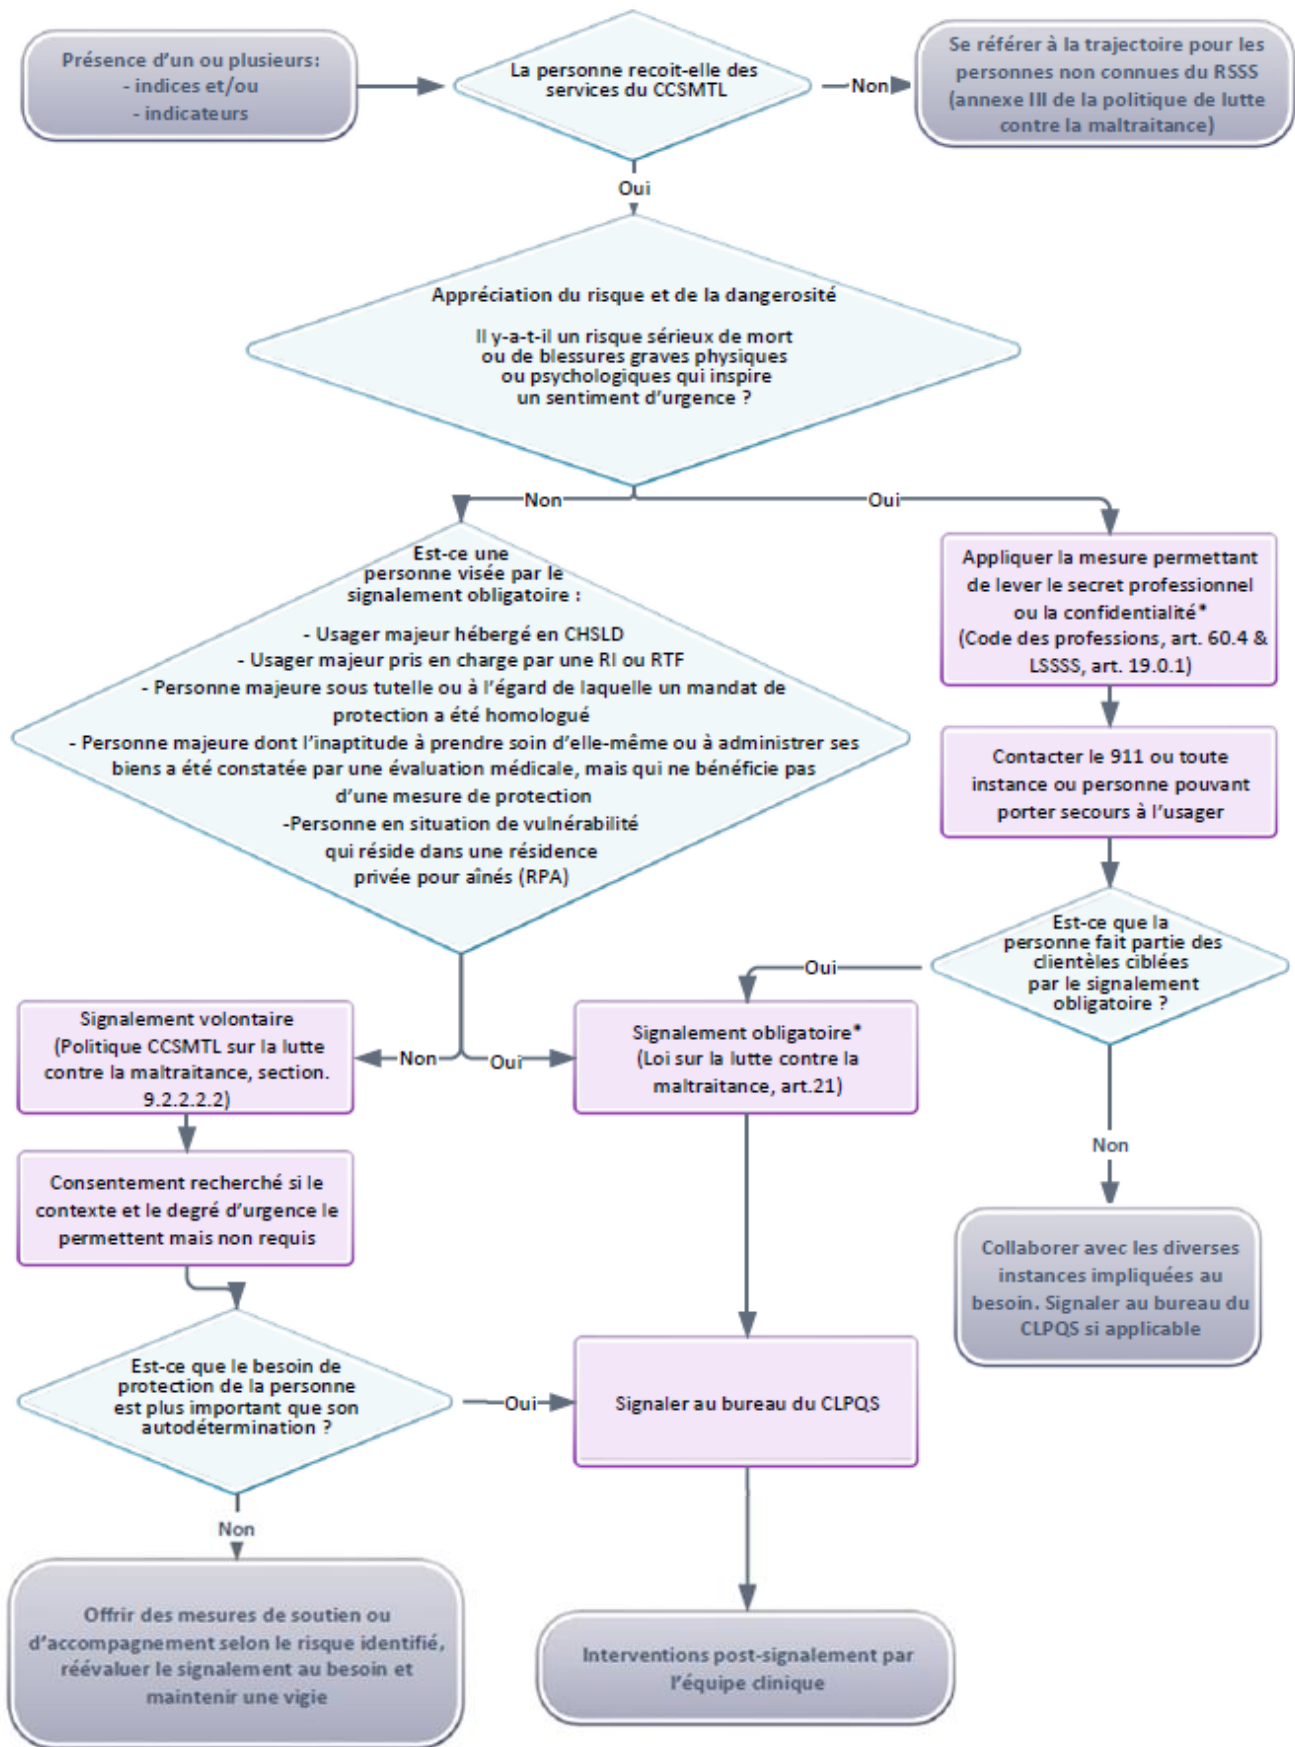 Présence d'un ou plusieurs:
- indices et/ou
- indicateurs
La personne recoit-elle des
services du CCSMTL
Non
Se référer à la trajectoire pour les
personnes non connues du RSSS
(annexe III de la politique de lutte
contre la maltraitance)
Oui
Appréciation du risque et de la dangerosité
Il y-a-t-il un risque sérieux de mort
ou de blessures graves physiques
ou psychologiques qui inspire
un sentiment d'urgence ?
Non
Oui
Est-ce une
personne visée par le
signalement obligatoire :
- Usager majeur hébergé en CHSLD
- Usager majeur pris en charge par une RI ou RTF
- Personne majeure sous tutelle ou à l'égard de laquelle un mandat de
protection a été homologué
- Personne majeure dont l'inaptitude à prendre soin d'elle-même ou à administrer ses
biens a été constatée par une évaluation médicale, mais qui ne bénéficie pas
d'une mesure de protection
-Personne en situation de vulnérabilité
qui réside dans une résidence
privée pour aînés (RPA)
Appliquer la mesure permettant
de lever le secret professionnel
ou la confidentialité*
(Code des professions, art. 60.4 &
LSSSS, art. 19.0.1)
Contacter le 911 ou toute
instance ou personne pouvant
porter secours à l'usager
Est-ce que la
personne fait partie des
clientèles ciblées
par le signalement
obligatoire ?
Oui
Non
Signalement volontaire
(Politique CCSMTL sur la lutte
contre la maltraitance, section.
9.2.2.2.2)
Non
Oui
Signalement obligatoire*
(Loi sur la lutte contre la
maltraitance, art.21)
Consentement recherché si le
contexte et le degré d'urgence le
permettent mais non requis
Collaborer avec les diverses
instances impliquées au
besoin. Signaler au bureau du
CLPQS si applicable
Est-ce que le besoin de
protection de la personne
est plus important que son
autodétermination ?
Oui
Signaler au bureau du CLPQS
Non
Offrir des mesures de soutien ou
d'accompagnement selon le risque identifié,
réévaluer le signalement au besoin et
maintenir une vigie
Interventions post-signalement par
l'équipe clinique